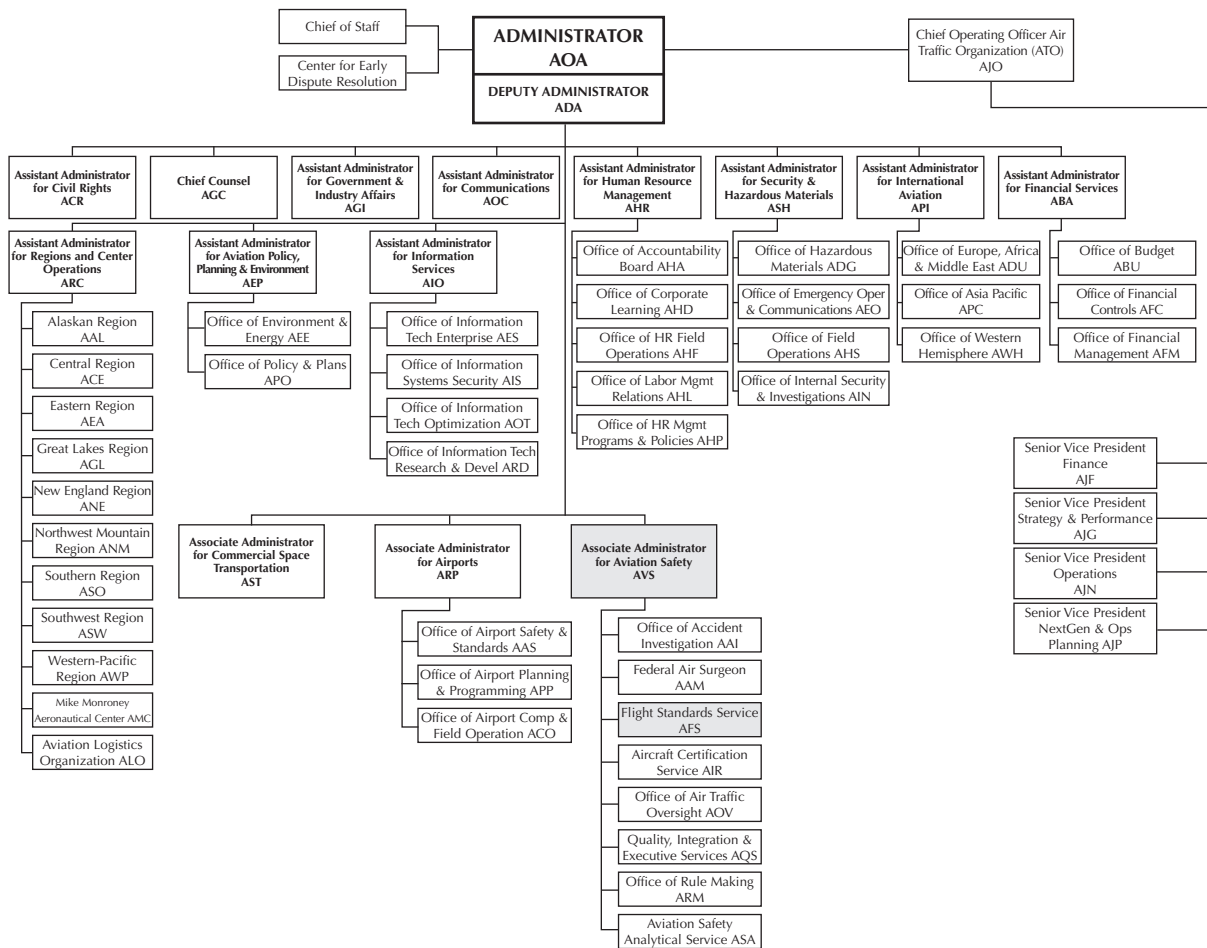 Chief of Staff
Center for Early
Dispute Resolution
ADMINISTRATOR
AOA
DEPUTY ADMINISTRATOR
ADA
Chief Operating Officer Air
Traffic Organization (ATO)
AJO
Assistant Administrator
for Civil Rights
ACR
Chief Counsel
AGC
Assistant Administrator
for Government &
Industry Affairs
AGI
Assistant Administrator
for Communications
AOC
Assistant Administrator
for Human Resource
Management
AHR
Assistant Administrator
for Security &
Hazardous Materials
ASH
Assistant Administrator
for International
Aviation
API
Assistant Administrator
for Financial Services
ABA
Assistant Administrator
for Regions and Center
Operations
ARC
Assistant Administrator
for Aviation Policy,
Planning & Environment
AEP
Assistant Administrator
for Information
Services
AIO
Office of Accountability
Board AHA
Office of Corporate
Learning AHD
Office of HR Field
Operations AHF
Office of Labor Mgmt
Relations AHL
Office of HR Mgmt
Programs & Policies AHP
Office of Hazardous
Materials ADG
Office of Emergency Oper
& Communications AEO
Office of Field
Operations AHS
Office of Internal Security
& Investigations AIN
Office of Europe, Africa
& Middle East ADU
Office of Asia Pacific
APC
Office of Western
Hemisphere AWH
Office of Budget
ABU
Office of Financial
Controls AFC
Office of Financial
Management AFM
Alaskan Region
AAL
Central Region
ACE
Eastern Region
AEA
Great Lakes Region
AGL
New England Region
ANE
Northwest Mountain
Region ANM
Southern Region
ASO
Southwest Region
ASW
Western-Pacific
Region AWP
Mike Monroney
Aeronautical Center AMC
Aviation Logistics
Organization ALO
Office of Environment &
Energy AEE
Office of Policy & Plans
APO
Office of Information
Tech Enterprise AES
Office of Information
Systems Security AIS
Office of Information
Tech Optimization AOT
Office of Information Tech
Research & Devel ARD
Senior Vice President
Finance
AJF
Senior Vice President
Strategy & Performance
AJG
Senior Vice President
Operations
AJN
Senior Vice President
NextGen & Ops
Planning AJP
Associate Administrator
for Commercial Space
Transportation
AST
Associate Administrator
for Airports
ARP
Associate Administrator
for Aviation Safety
AVS
Office of Airport Safety &
Standards AAS
Office of Airport Planning
& Programming APP
Office of Airport Comp &
Field Operation ACO
Office of Accident
Investigation AAI
Federal Air Surgeon
AAM
Flight Standards Service
AFS
Aircraft Certification
Service AIR
Office of Air Traffic
Oversight AOV
Quality, Integration &
Executive Services AQS
Office of Rule Making
ARM
Aviation Safety
Analytical Service ASA